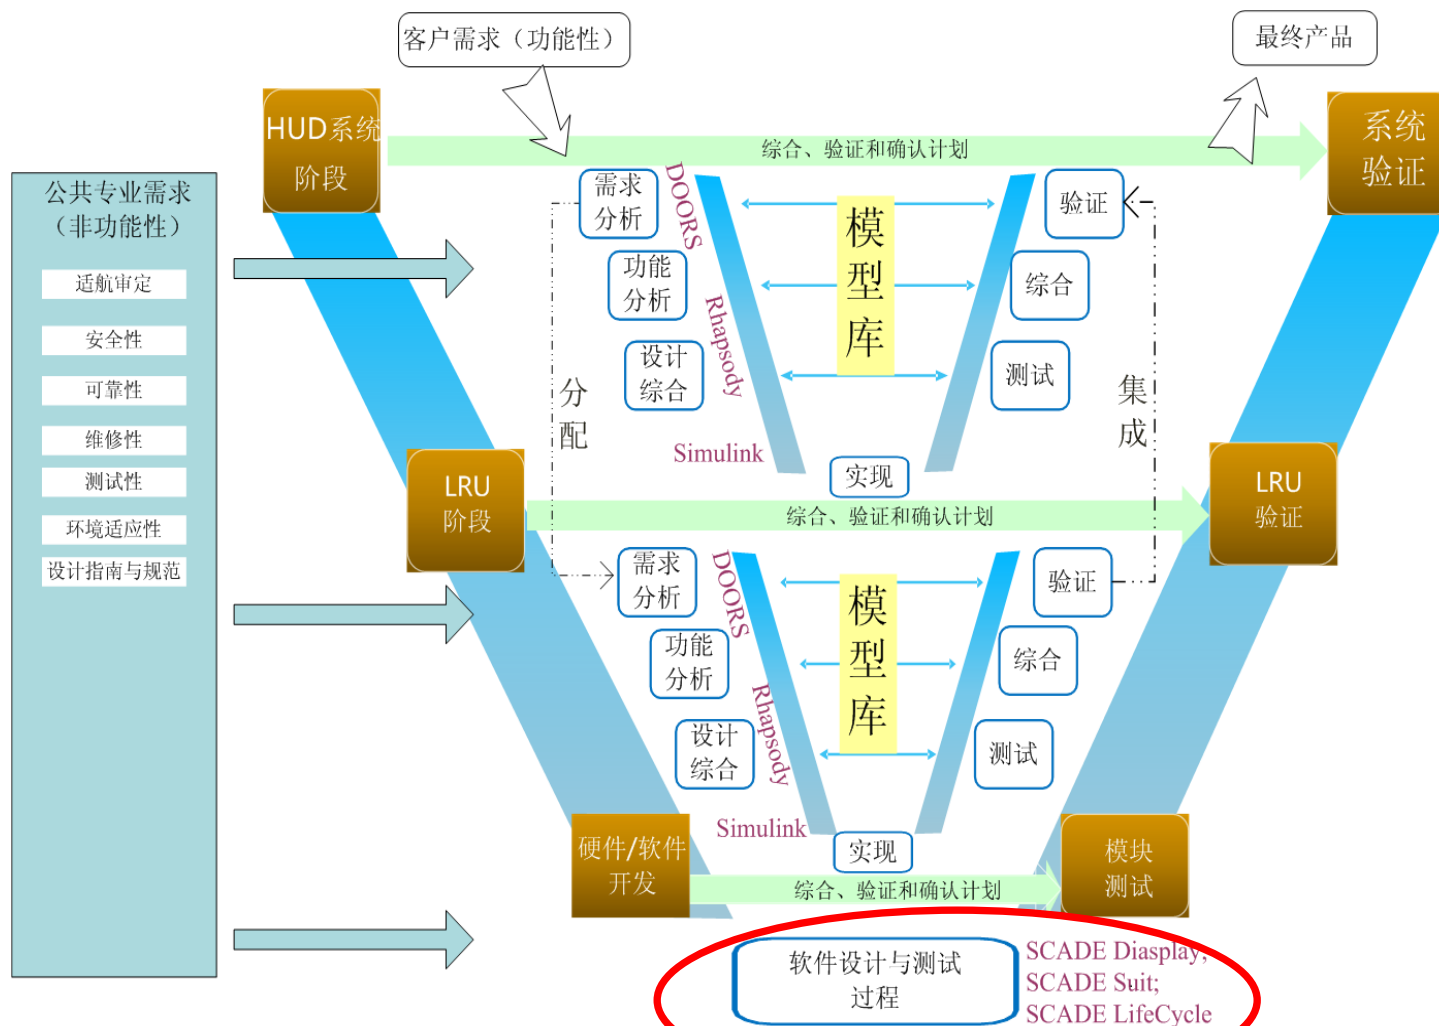 客户需求（功能性）
最终产品
HUD系统
阶段
综合、验证和确认计划
系统
验证
公共专业需求
（非功能性）
适航审定
安全性
可靠性
维修性
测试性
环境适应性
设计指南与规范
需求
分析
DOORS
功能
分析
Rhapsody
设计
综合
Simulink
模
型
库
验证
综合
测试
实现
分
配
集
成
LRU
阶段
综合、验证和确认计划
LRU
验证
需求
分析
DOORS
功能
分析
Rhapsody
设计
综合
Simulink
模
型
库
验证
综合
测试
实现
硬件/软件
开发
综合、验证和确认计划
模块
测试
软件设计与测试
过程
SCADE Diasplay;
SCADE Suit;
SCADE LifeCycle